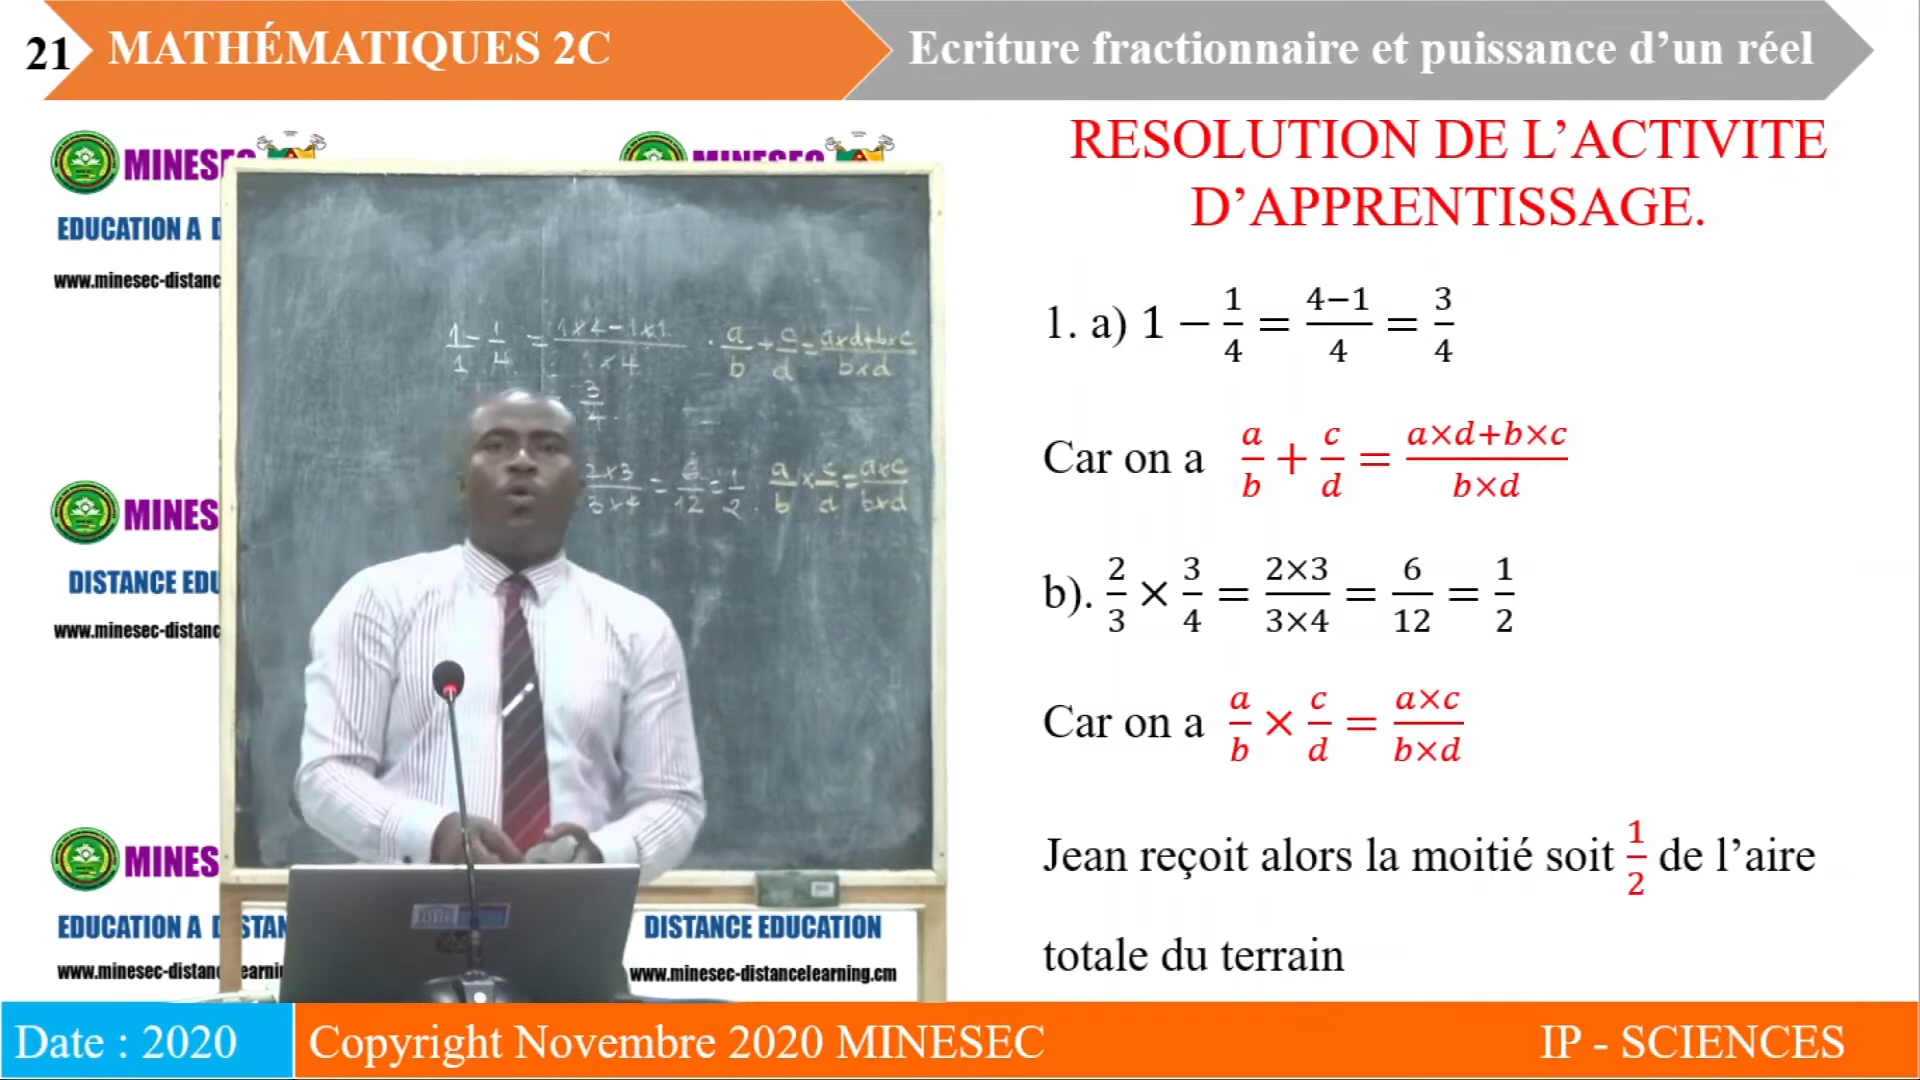 21 MATHÉMATIQUES 2C
Ecriture fractionnaire et puissance d’un réel
RESOLUTION DE L’ACTIVITE
D’APPRENTISSAGE.
1. a) 1 − 1/4 = (4−1)/4 = 3/4
Car on a a/b + c/d = (a×d+b×c)/(b×d)
b). 2/3 × 3/4 = (2×3)/(3×4) = 6/12 = 1/2
Car on a a/b × c/d = (a×c)/(b×d)
Jean reçoit alors la moitié soit 1/2 de l’aire
totale du terrain
MINESEC
MINESEC
EDUCATION A D
www.minesec-distanc
1/1 - 1/4 = (1×4-1×1)/(1×4)
= 3/4.
. a/b + c/d = (a×d+b×c)/(b×d)
(2×3)/(3×4) = 6/12 = 1/2.
a/b × c/d = (a×c)/(b×d)
MINES
DISTANCE EDU
www.minesec-distanc
MINES
EDUCATION A DISTAN
www.minesec-distan earni
DISTANCE EDUCATION
www.minesec-distancelearning.cm
Date : 2020
Copyright Novembre 2020 MINESEC
IP - SCIENCES